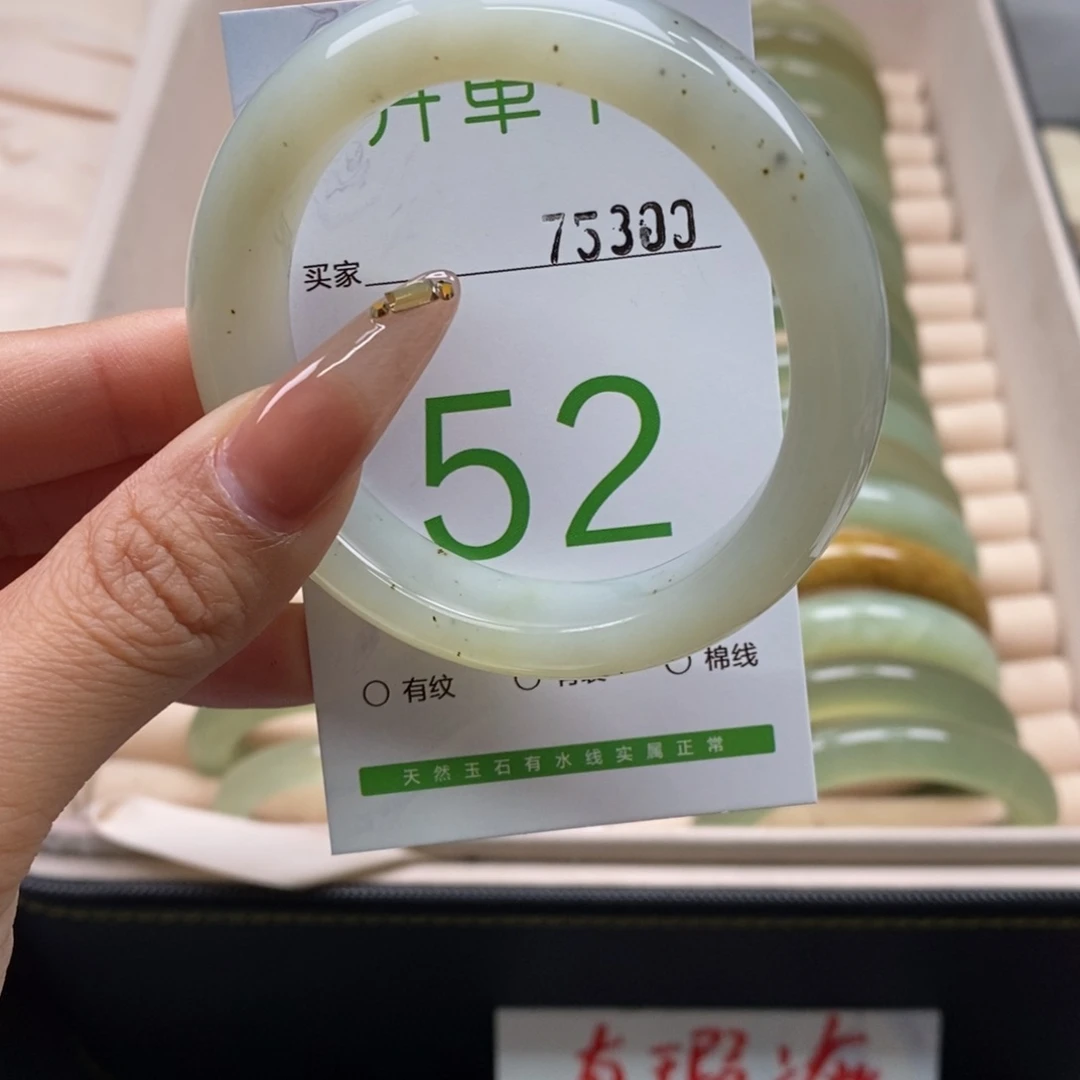 开单卡
75300
买家
52
有纹
棉线
天然玉石有水线实属正常